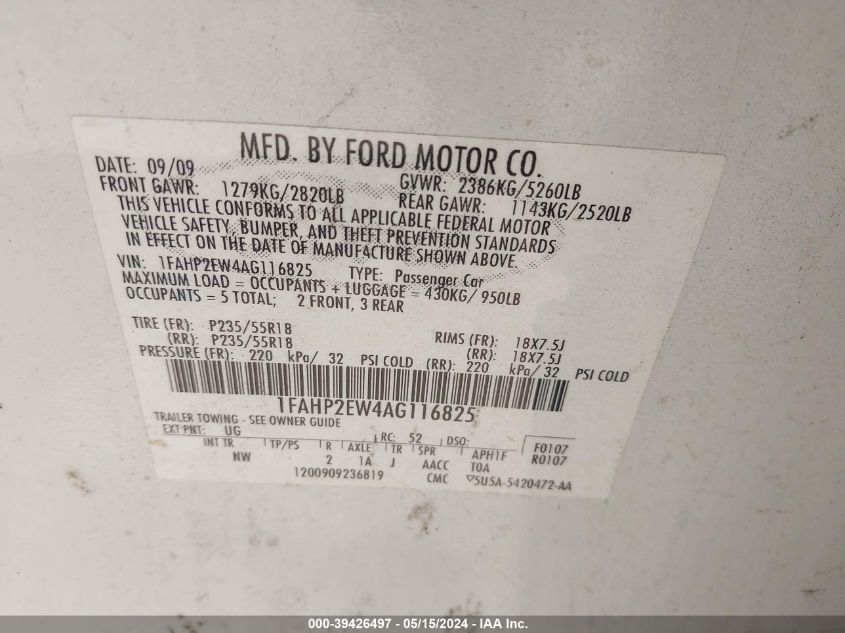 MFD. BY FORD MOTOR CO.
DATE: 09/09 GVWR: 2386KG/5260LB
FRONT GAWR: 1279KG/2820LB REAR GAWR: 1143KG/2520LB
THIS VEHICLE CONFORMS TO ALL APPLICABLE FEDERAL MOTOR
VEHICLE SAFETY, BUMPER, AND THEFT PREVENTION STANDARDS
IN EFFECT ON THE DATE OF MANUFACTURE SHOWN ABOVE.
VIN: 1FAHP2EW4AG116825 TYPE: Passenger Car
MAXIMUM LOAD = OCCUPANTS + LUGGAGE = 430KG/ 950LB
OCCUPANTS = 5 TOTAL; 2 FRONT, 3 REAR
TIRE (FR): P235/55R18 RIMS (FR): 18X7.5J
(RR): P235/55R18 (RR): 18X7.5J
PRESSURE (FR): 220 kPa/ 32 PSI COLD (RR): 220 kPa/ 32 PSI COLD
1FAHP2EW4AG116825
TRAILER TOWING - SEE OWNER GUIDE
EXT PNT: UG RC: 52 DSO: F0107
INT TR TP/PS R AXLE TR SPR APH1F R0107
NW 2 1A J AACC TOA
1200909236819 CMC ▽5U5A-5420472-AA
000-39426497 - 05/15/2024 - IAA Inc.